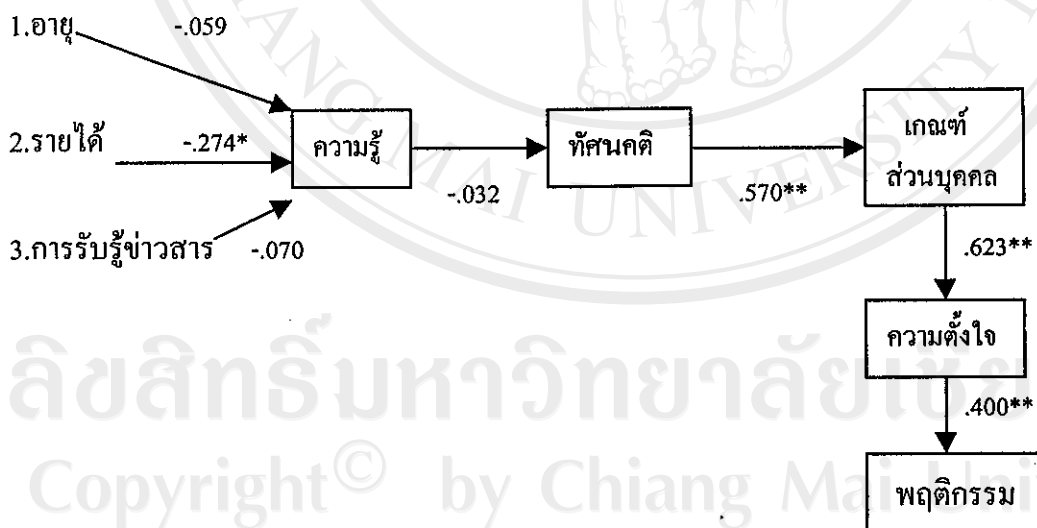 1.อายุ -.059
2.รายได้ -.274*
3.การรับรู้ข่าวสาร -.070
ความรู้
-.032
ทัศนคติ
.570**
เกณฑ์
ส่วนบุคคล
.623**
ความตั้งใจ
.400**
พฤติกรรม
ANG MAI UNIVERSITY
ลิขสิทธิ์มหาวิทยาลัยเชีย
Copyright© by Chiang Mai Uni